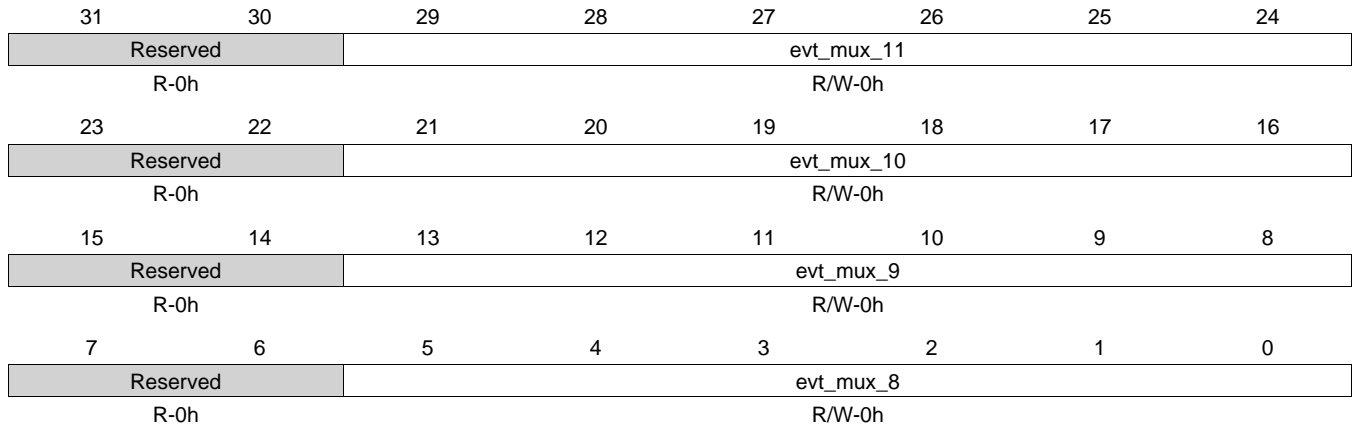 31 30 29 28 27 26 25 24
Reserved evt_mux_11
R-0h R/W-0h
23 22 21 20 19 18 17 16
Reserved evt_mux_10
R-0h R/W-0h
15 14 13 12 11 10 9 8
Reserved evt_mux_9
R-0h R/W-0h
7 6 5 4 3 2 1 0
Reserved evt_mux_8
R-0h R/W-0h